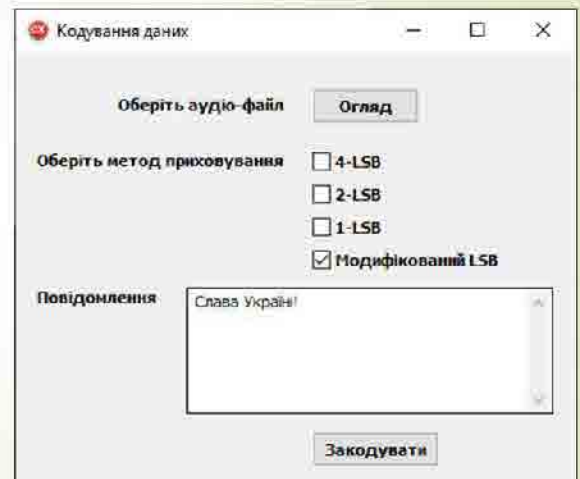 Кодування даних
Оберіть аудіо-файл Огляд
Оберіть метод приховування 4-LSB
2-LSB
1-LSB
Модифікований LSB
Повідомлення Слава Україні!
Закодувати